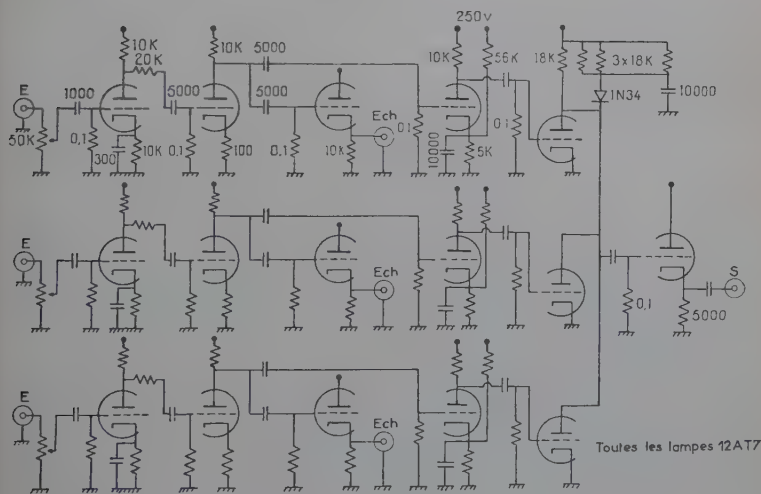 250v
10K
20K
10K
5000
10K
56K
18K
3x18K
E
1000
5000
5000
Ech
1N34
10000
50K
0,1
300
10K
0,1
100
0,1
10K
0,1
10000
5K
0,1
E
Ech
S
0,1
5000
E
Ech
Toutes les lampes 12AT7